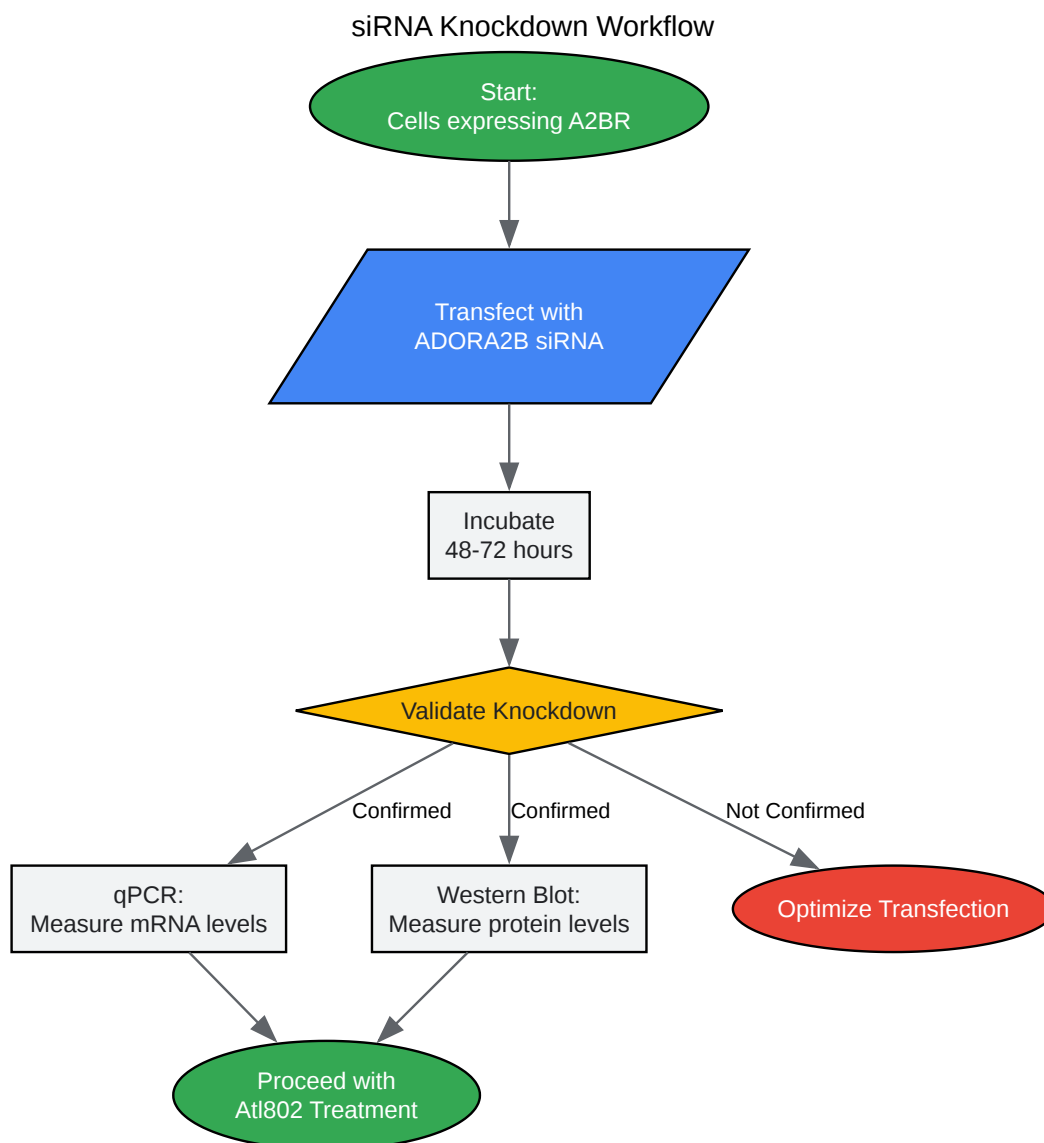 siRNA Knockdown Workflow
Start:
Cells expressing A2BR
Transfect with
ADORA2B siRNA
Incubate
48-72 hours
Validate Knockdown
Confirmed
Confirmed
Not Confirmed
qPCR:
Measure mRNA levels
Western Blot:
Measure protein levels
Optimize Transfection
Proceed with
Atl802 Treatment